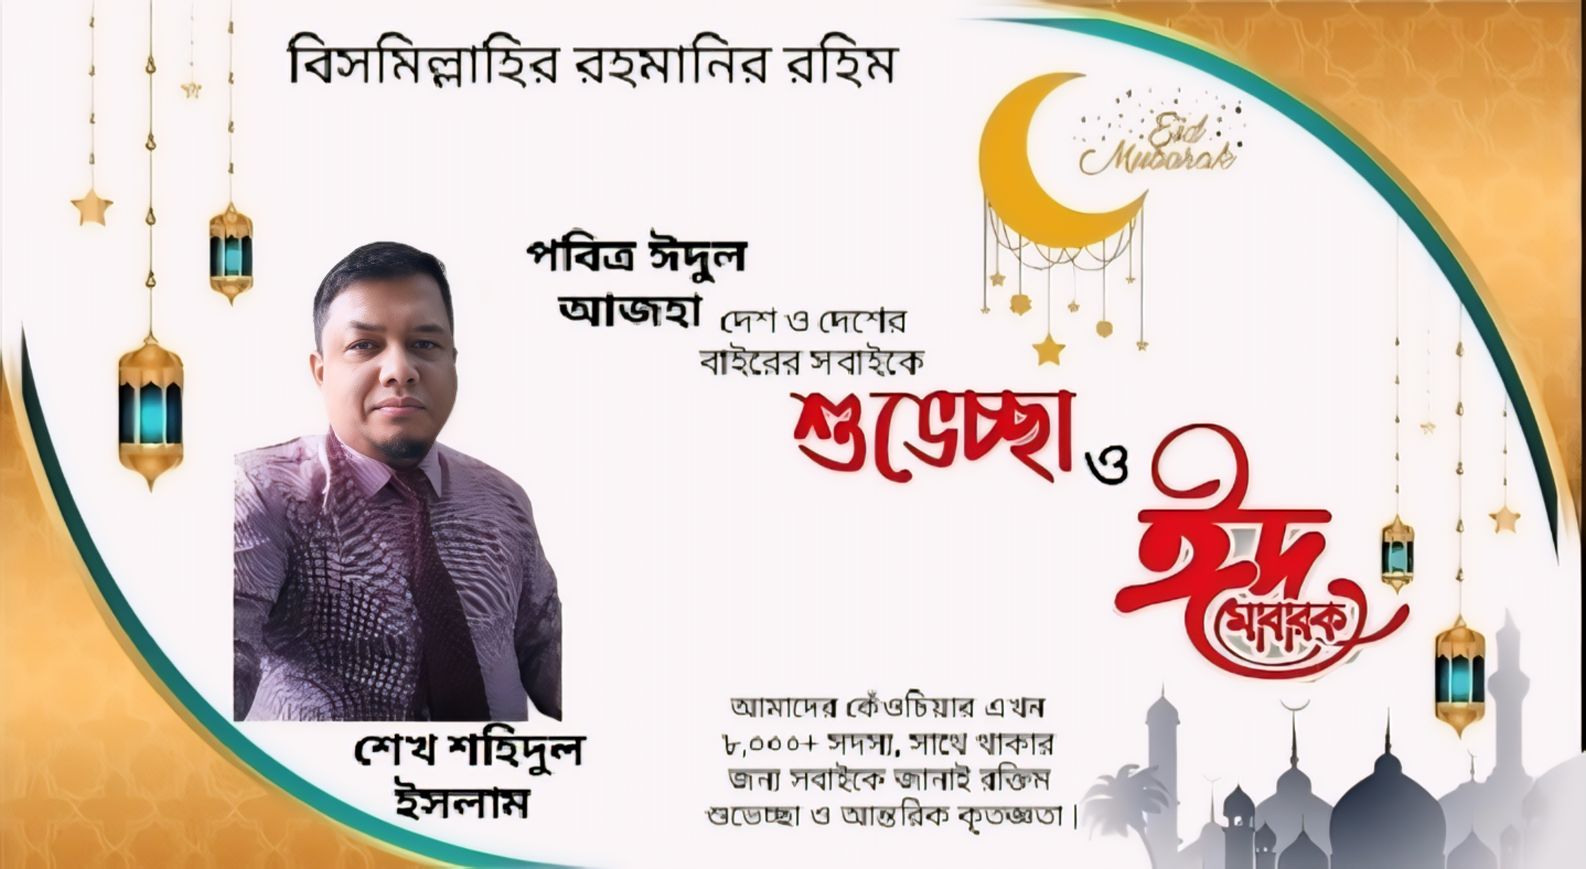 বিসমিল্লাহির রহমানির রহিম
Eid
Mubarak
পবিত্র ঈদুল
আজহা
দেশ ও দেশের
বাইরের সবাইকে
শুভেচ্ছা
ও
ঈদ
মোবারক
শেখ শহিদুল
ইসলাম
আমাদের কেঁওচিয়ার এখন
৮,০০০+ সদস্য, সাথে থাকার
জন্য সবাইকে জানাই রক্তিম
শুভেচ্ছা ও আন্তরিক কৃতজ্ঞতা।